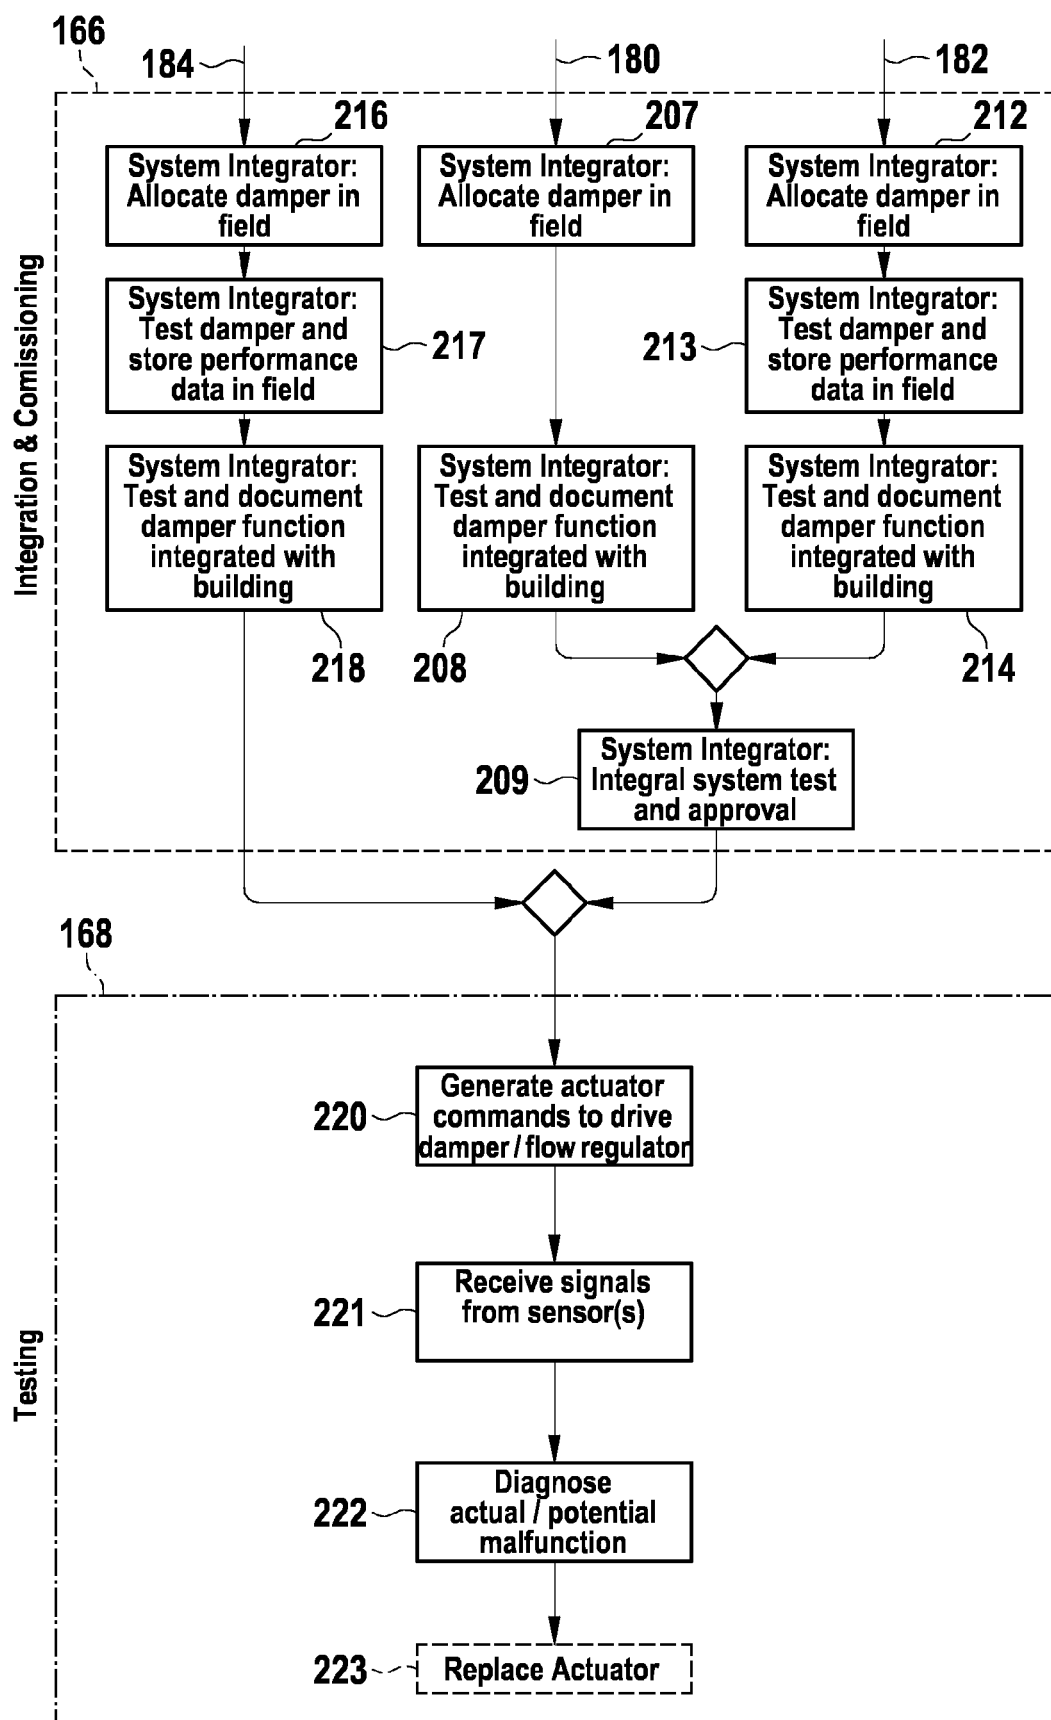 166
184
180
182
216
207
212
System Integrator:
Allocate damper in
field
System Integrator:
Allocate damper in
field
System Integrator:
Allocate damper in
field
System Integrator:
Test damper and
store performance
data in field
217
213
System Integrator:
Test damper and
store performance
data in field
System Integrator:
Test and document
damper function
integrated with
building
System Integrator:
Test and document
damper function
integrated with
building
System Integrator:
Test and document
damper function
integrated with
building
218
208
214
209
System Integrator:
Integral system test
and approval
Integration & Comissioning
168
220
Generate actuator
commands to drive
damper / flow regulator
221
Receive signals
from sensor(s)
222
Diagnose
actual / potential
malfunction
223
Replace Actuator
Testing